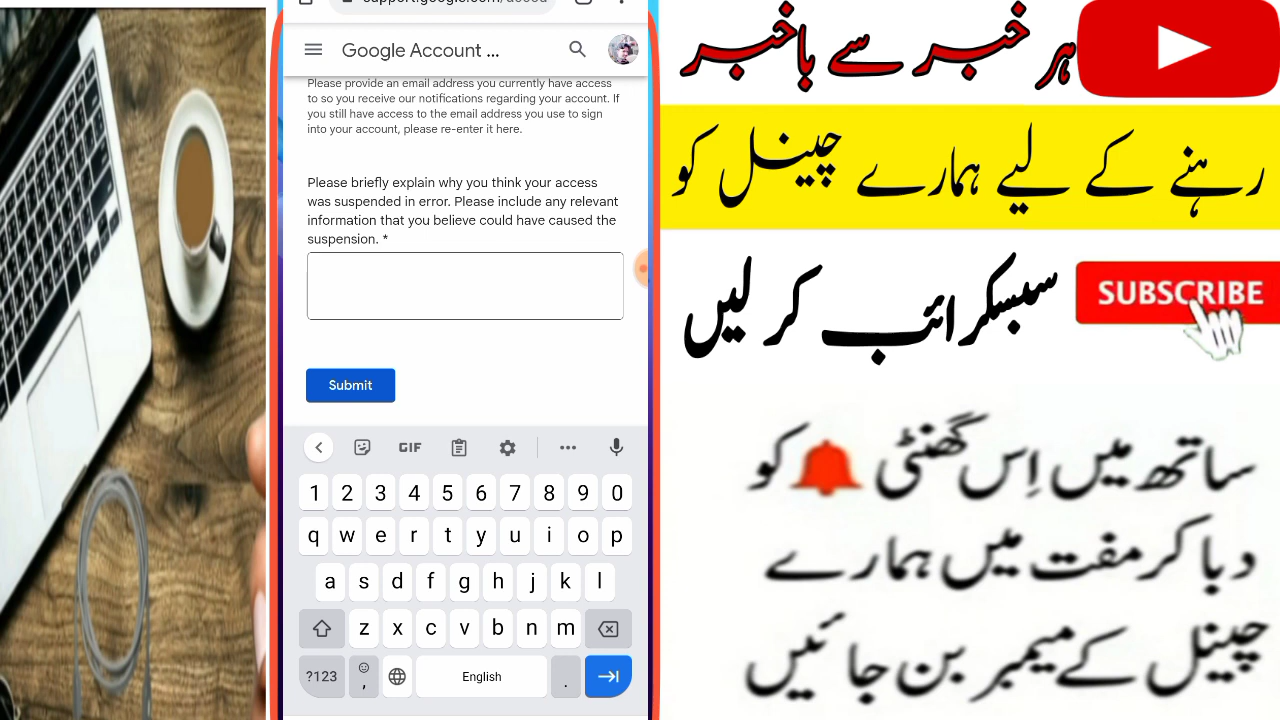 Google Account ...
Please provide an email address you currently have access
to so you receive our notifications regarding your account. If
you still have access to the email address you use to sign
into your account, please re-enter it here.
Please briefly explain why you think your access
was suspended in error. Please include any relevant
information that you believe could have caused the
suspension. *
Submit
GIF
1 2 3 4 5 6 7 8 9 0
q w e r t y u i o p
a s d f g h j k l
z x c v b n m
?123 , English .
ہر خبر سے باخبر
رہنے کے لیے ہمارے چینل کو
سبسکرائب کر لیں
SUBSCRIBE
ساتھ میں اِس گھنٹی کو
دبا کر مفت میں ہمارے
چینل کے میمبر بن جائیں